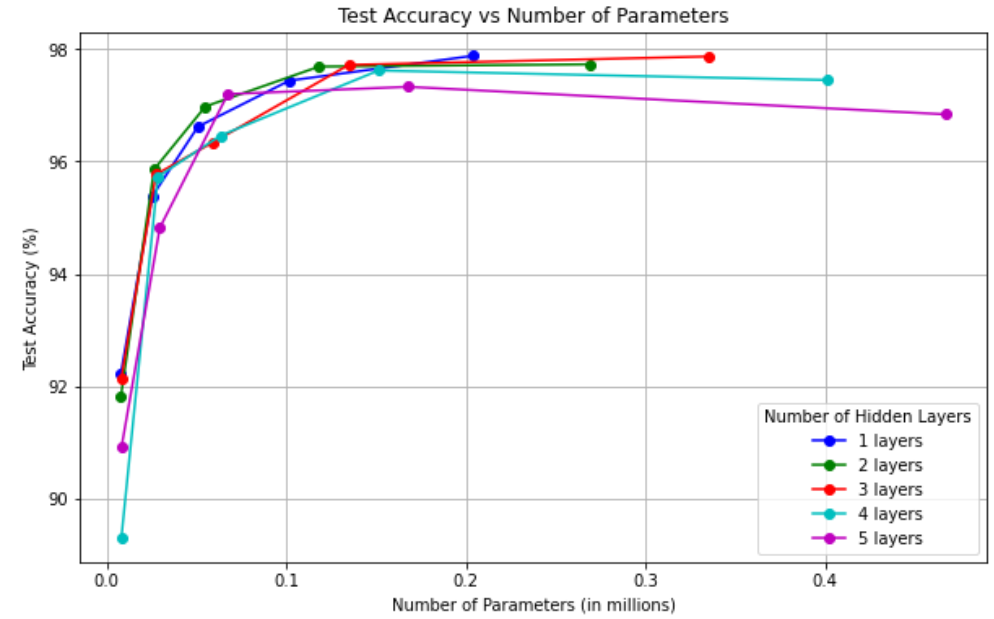 Test Accuracy vs Number of Parameters
98
96
94
92
90
Test Accuracy (%)
0.0 0.1 0.2 0.3 0.4
Number of Parameters (in millions)
Number of Hidden Layers
1 layers
2 layers
3 layers
4 layers
5 layers